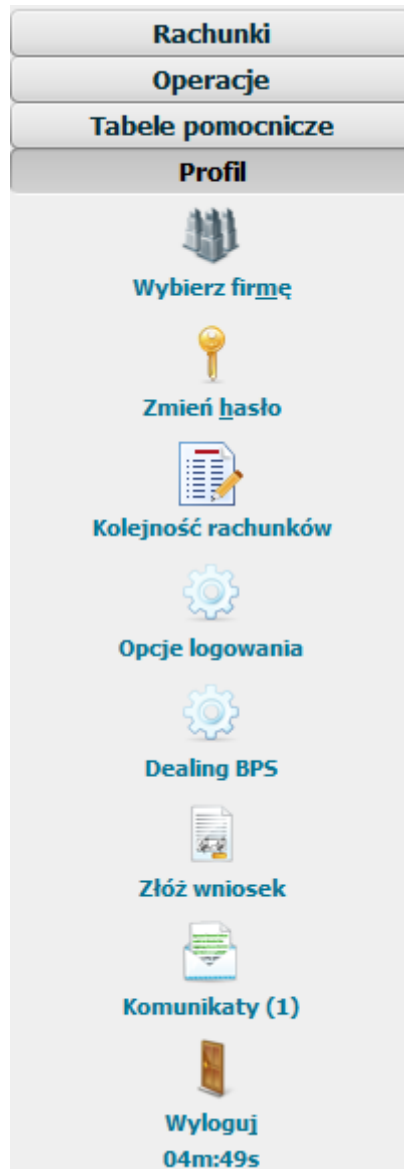 Rachunki
Operacje
Tabele pomocnicze
Profil
Wybierz firmę
Zmień hasło
Kolejność rachunków
Opcje logowania
Dealing BPS
Złóż wniosek
Komunikaty (1)
Wyloguj
04m:49s